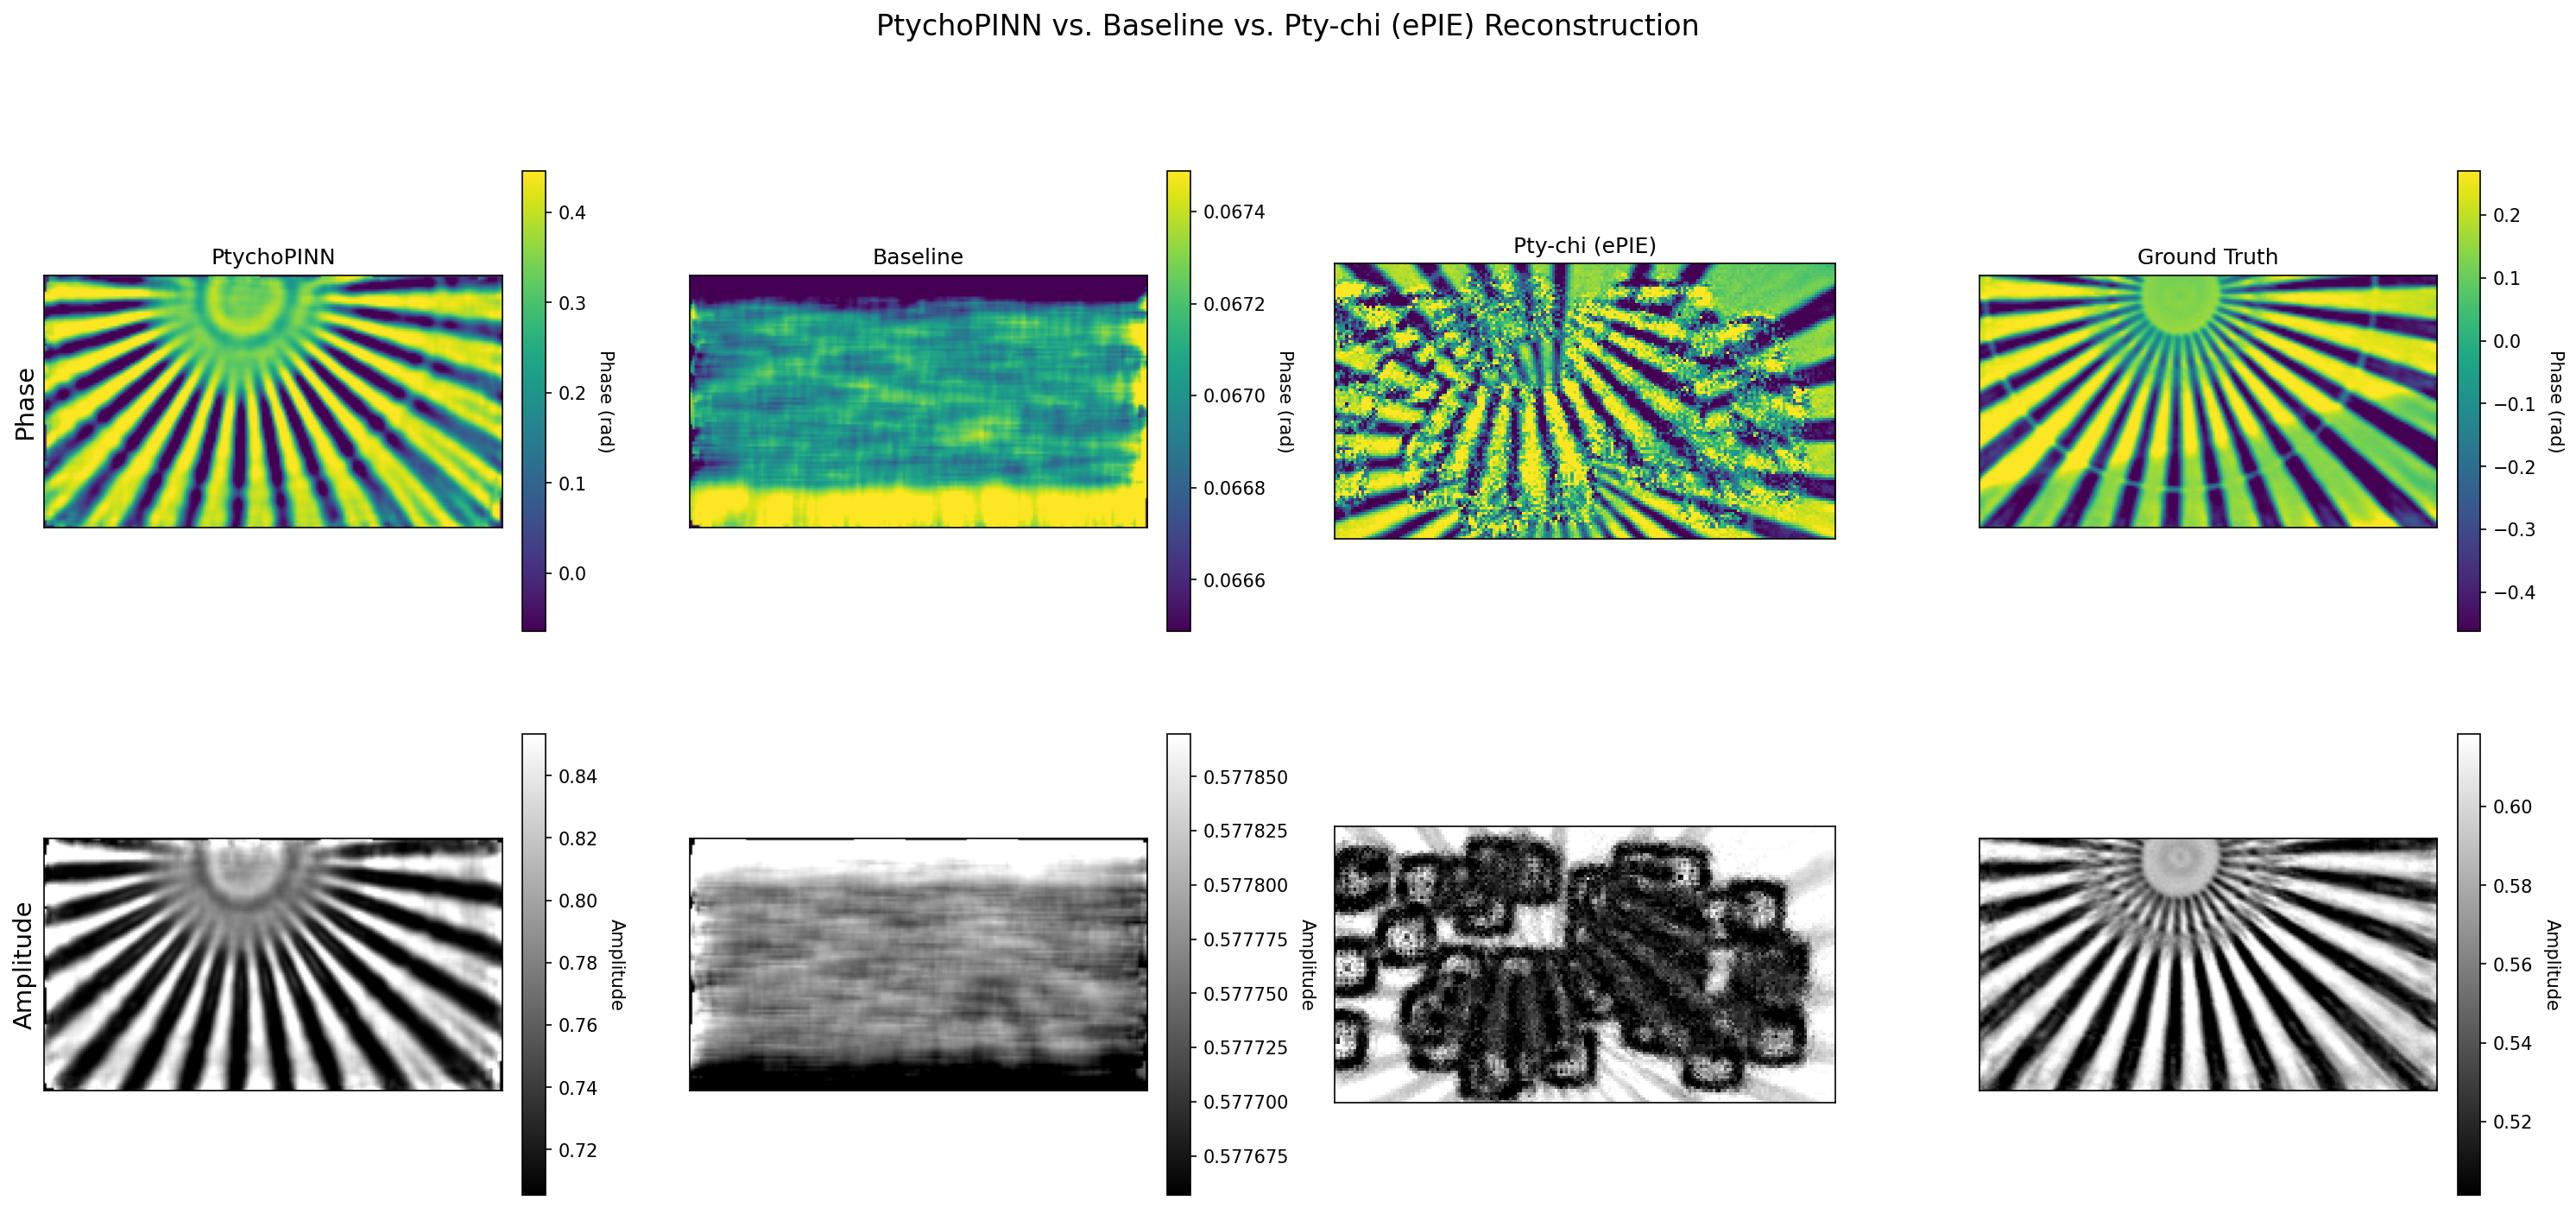 PtychoPINN vs. Baseline vs. Pty-chi (ePIE) Reconstruction
PtychoPINN
Baseline
Pty-chi (ePIE)
Ground Truth
Phase
0.4
0.3
0.2
0.1
0.0
Phase (rad)
0.0674
0.0672
0.0670
0.0668
0.0666
Phase (rad)
0.2
0.1
0.0
−0.1
−0.2
−0.3
−0.4
Phase (rad)
Amplitude
0.84
0.82
0.80
0.78
0.76
0.74
0.72
Amplitude
0.577850
0.577825
0.577800
0.577775
0.577750
0.577725
0.577700
0.577675
Amplitude
0.60
0.58
0.56
0.54
0.52
Amplitude